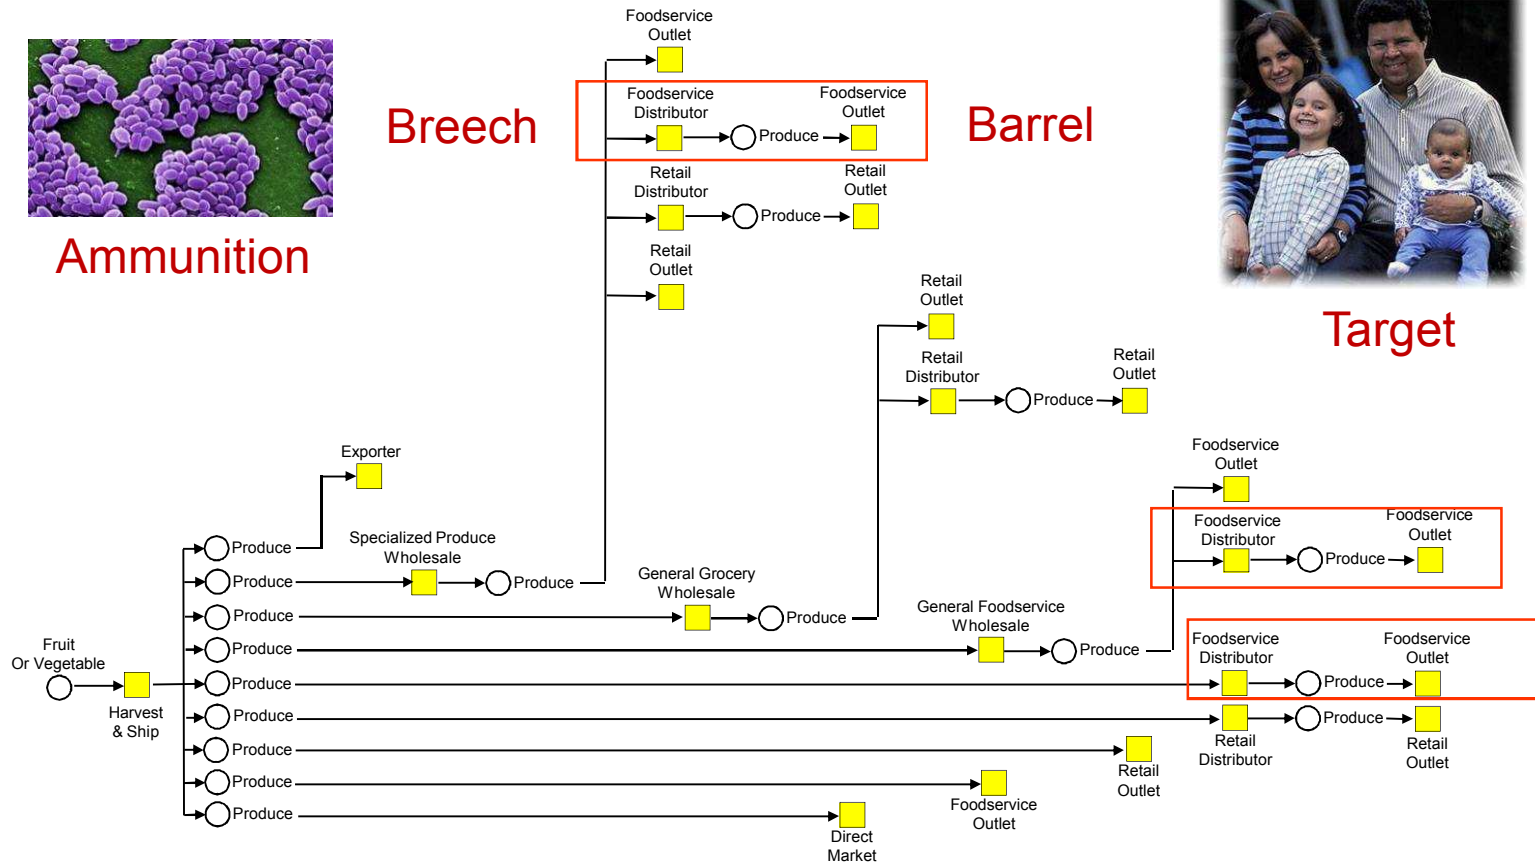 Foodservice
Outlet
Breech
Foodservice
Distributor
Produce
Foodservice
Outlet
Barrel
Retail
Distributor
Produce
Retail
Outlet
Ammunition
Retail
Outlet
Target
Retail
Outlet
Retail
Distributor
Produce
Retail
Outlet
Exporter
Foodservice
Outlet
Produce
Specialized Produce
Wholesale
Produce
Produce
General Grocery
Wholesale
Produce
Produce
General Foodservice
Wholesale
Produce
Produce
Foodservice
Distributor
Produce
Foodservice
Outlet
Fruit
Or Vegetable
Harvest
& Ship
Produce
Foodservice
Distributor
Produce
Foodservice
Outlet
Produce
Retail
Distributor
Produce
Retail
Outlet
Produce
Retail
Outlet
Produce
Foodservice
Outlet
Produce
Direct
Market